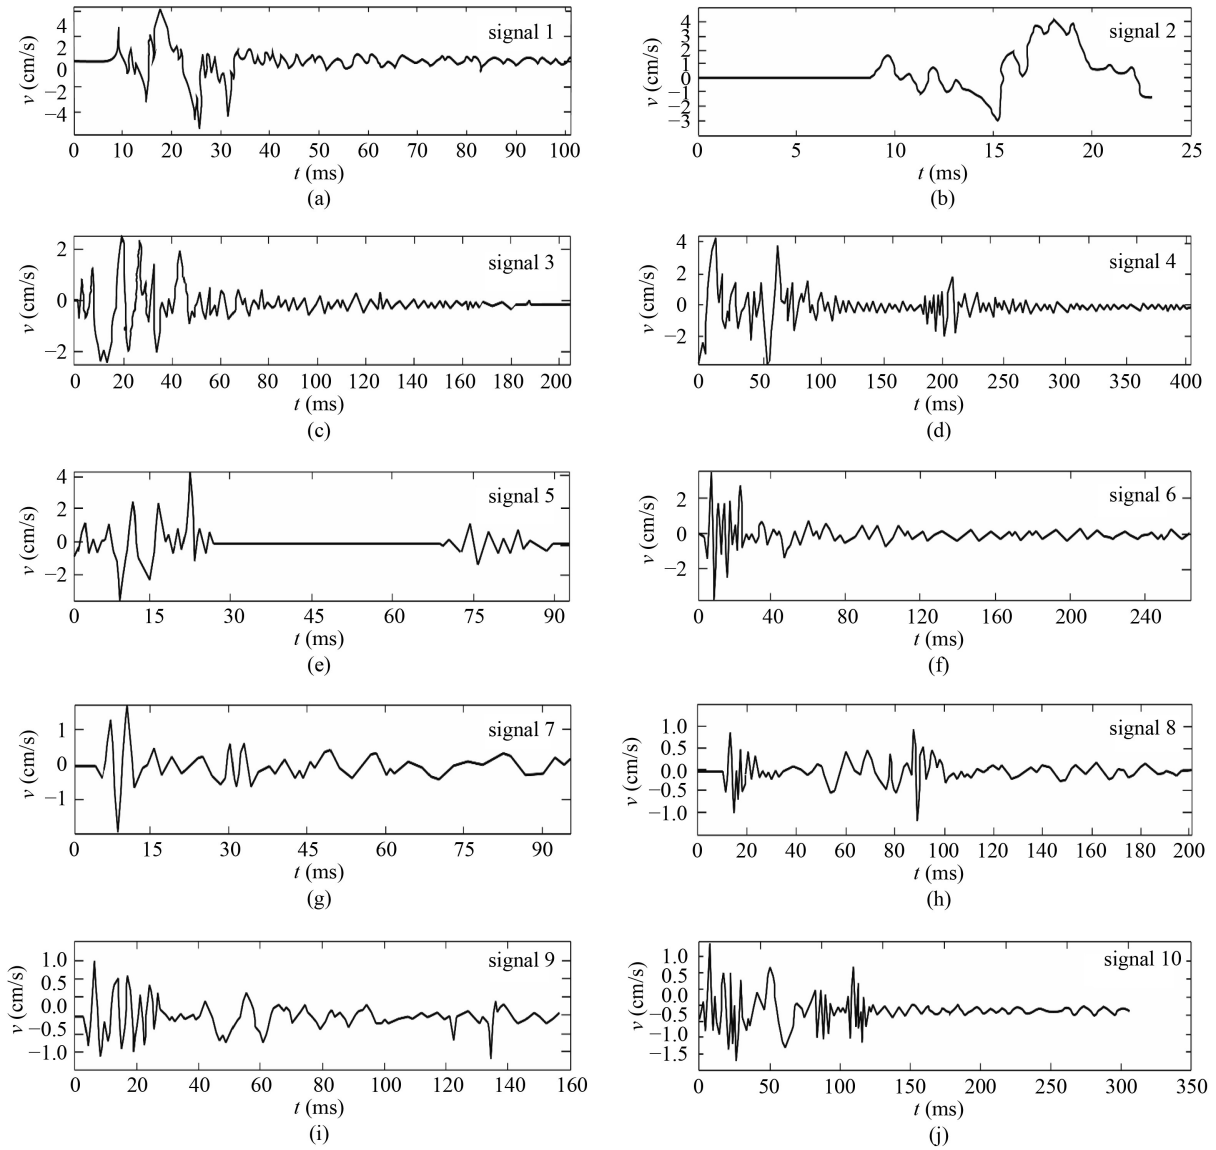 signal 1
v (cm/s)
4
2
0
−2
−4
0 10 20 30 40 50 60 70 80 90 100
t (ms)
(a)
signal 2
v (cm/s)
4
3
2
1
0
−1
−2
−3
0 5 10 15 20 25
t (ms)
(b)
signal 3
v (cm/s)
2
0
−2
0 20 40 60 80 100 120 140 160 180 200
t (ms)
(c)
signal 4
v (cm/s)
4
2
0
−2
0 50 100 150 200 250 300 350 400
t (ms)
(d)
signal 5
v (cm/s)
4
2
0
−2
0 15 30 45 60 75 90
t (ms)
(e)
signal 6
v (cm/s)
2
0
−2
0 40 80 120 160 200 240
t (ms)
(f)
signal 7
v (cm/s)
1
0
−1
0 15 30 45 60 75 90
t (ms)
(g)
signal 8
v (cm/s)
1.0
0.5
0.0
−0.5
−1.0
0 20 40 60 80 100 120 140 160 180 200
t (ms)
(h)
signal 9
v (cm/s)
1.0
0.5
0.0
−0.5
−1.0
0 20 40 60 80 100 120 140 160
t (ms)
(i)
signal 10
v (cm/s)
1.0
0.5
0.0
−0.5
−1.0
−1.5
0 50 100 150 200 250 300 350
t (ms)
(j)